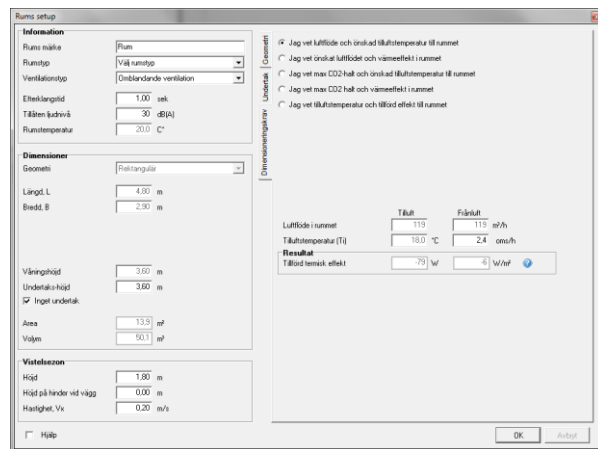 Rums setup
Information
Rums märke Rum
Rumstyp Välj rumstyp
Ventilationstyp Omblandande ventilation
Efterklangstid 1,00 sek
Tillåten ljudnivå 30 dB(A)
Rumstemperatur 20,0 C°
Dimensioner
Geometri Rektangulär
Längd, L 4,80 m
Bredd, B 2,90 m
Våningshöjd 3,60 m
Undertaks-höjd 3,60 m
Inget undertak
Area 13,9 m²
Volym 50,1 m³
Vistelsezon
Höjd 1,80 m
Höjd på hinder vid vägg 0,00 m
Hastighet, Vx 0,20 m/s
Hjälp
Geometri
Undertak
Dimensioneringskrav
Jag vet luftflöde och önskad tilluftstemperatur till rummet
Jag vet önskat luftflödet och värmeeffekt i rummet
Jag vet max CO2-halt och önskad tilluftstemperatur till rummet
Jag vet max CO2 halt och värmeeffekt i rummet
Jag vet tilluftstemperatur och tillförd effekt till rummet
Tilluft Frånluft
Luftflöde i rummet 119 119 m³/h
Tilluftstemperatur (Ti) 18,0 °C 2,4 oms/h
Resultat
Tillförd termisk effekt -79 W -6 W/m² ?
OK Avbryt